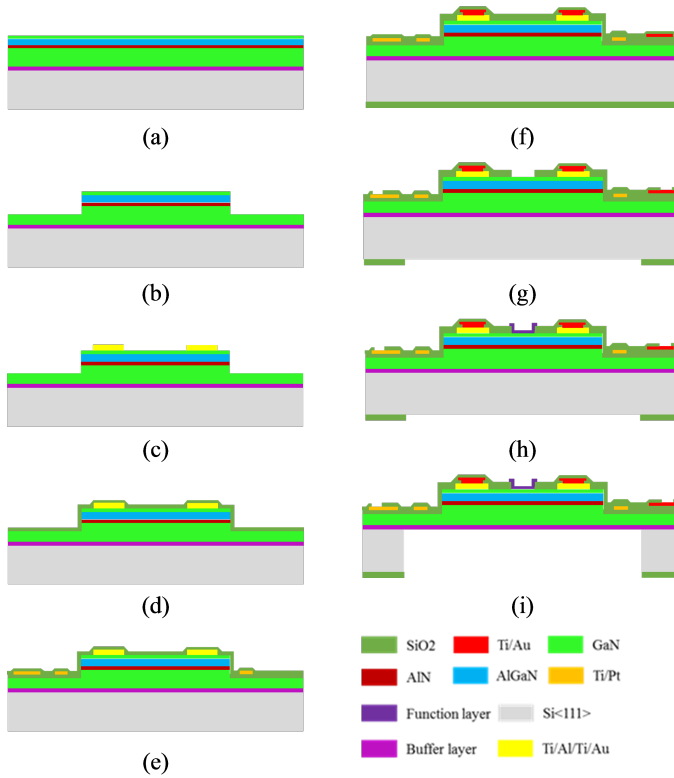 (a)
(b)
(c)
(d)
(e)
(f)
(g)
(h)
(i)
SiO2 Ti/Au GaN
AlN AlGaN Ti/Pt
Function layer Si<111>
Buffer layer Ti/Al/Ti/Au